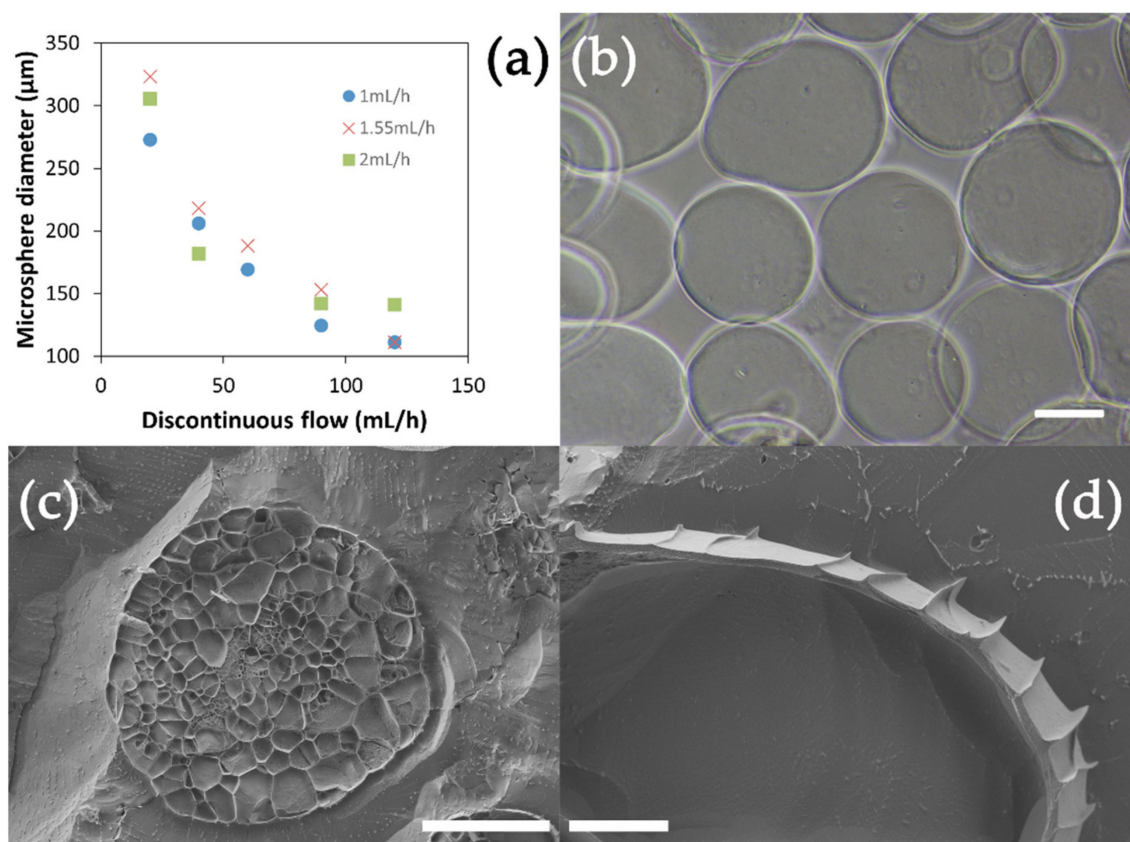 (a)
350
300
250
200
150
100
0
50
100
150
Microsphere diameter (µm)
Discontinuous flow (mL/h)
1mL/h
1.55mL/h
2mL/h
(b)
(c)
(d)